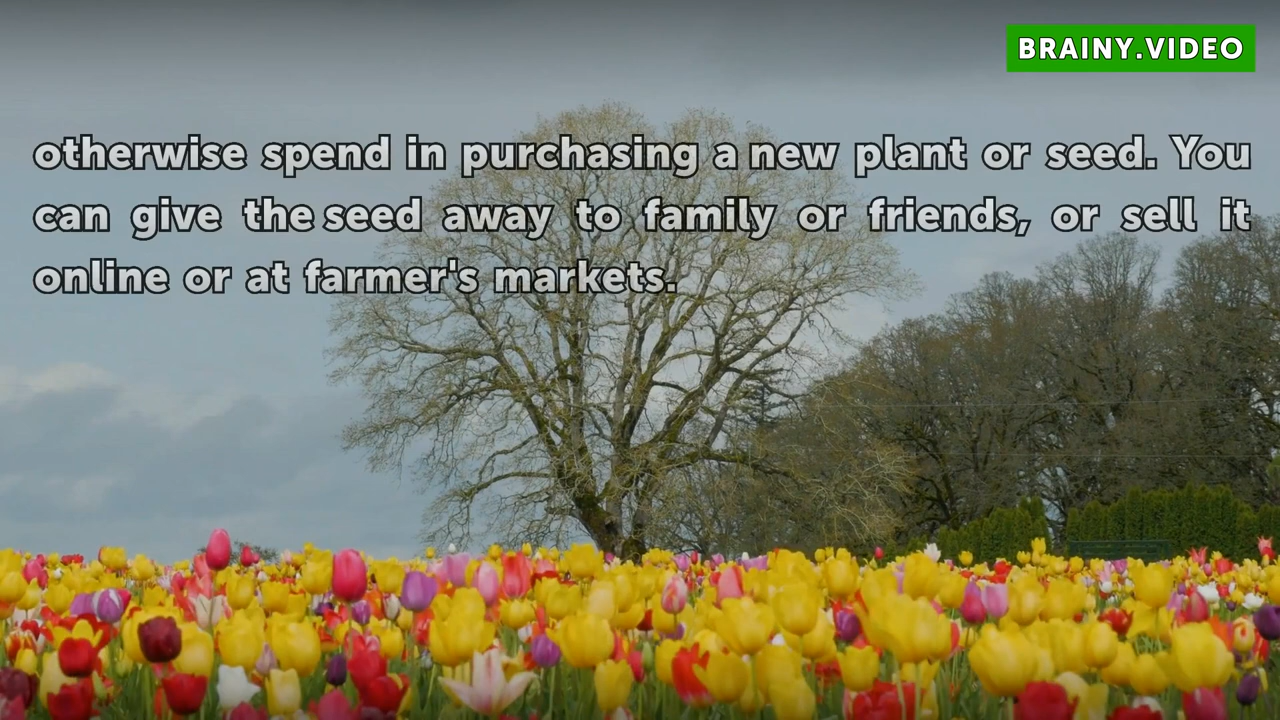 BRAINY.VIDEO
otherwise spend in purchasing a new plant or seed. You
can give the seed away to family or friends, or sell it
online or at farmer's markets.